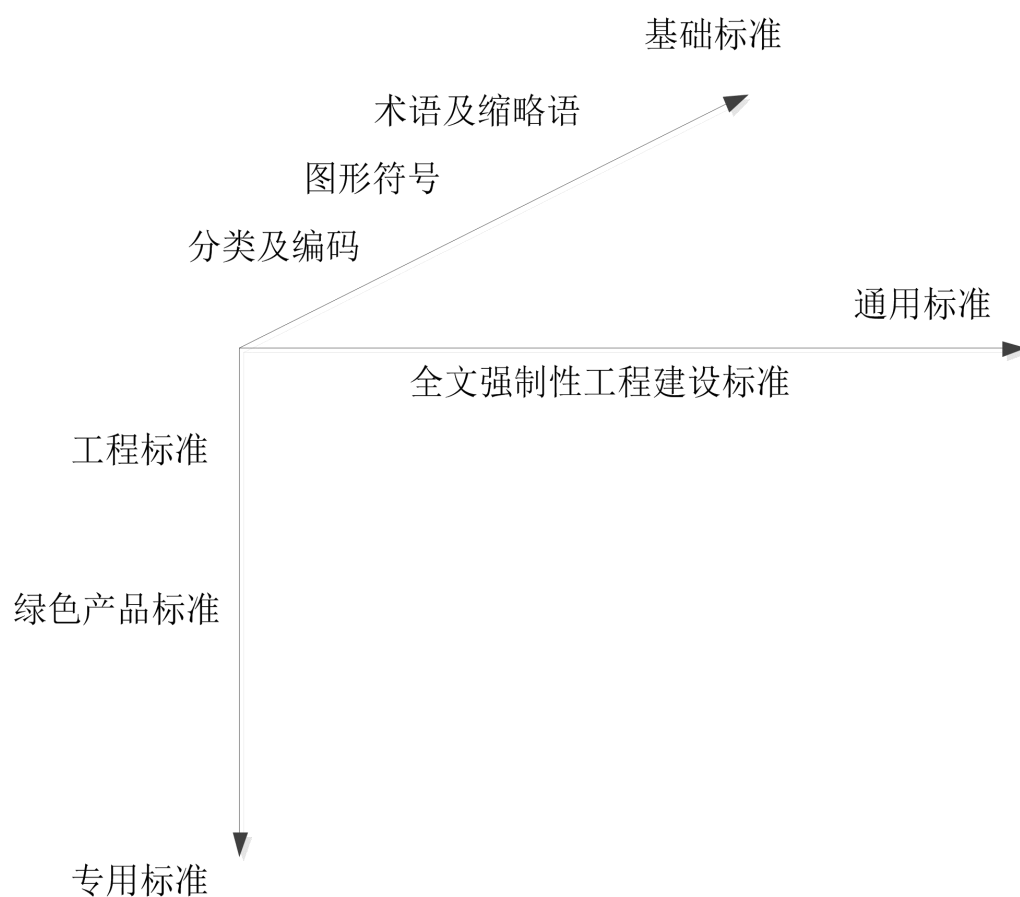 基础标准
术语及缩略语
图形符号
分类及编码
通用标准
全文强制性工程建设标准
工程标准
绿色产品标准
专用标准